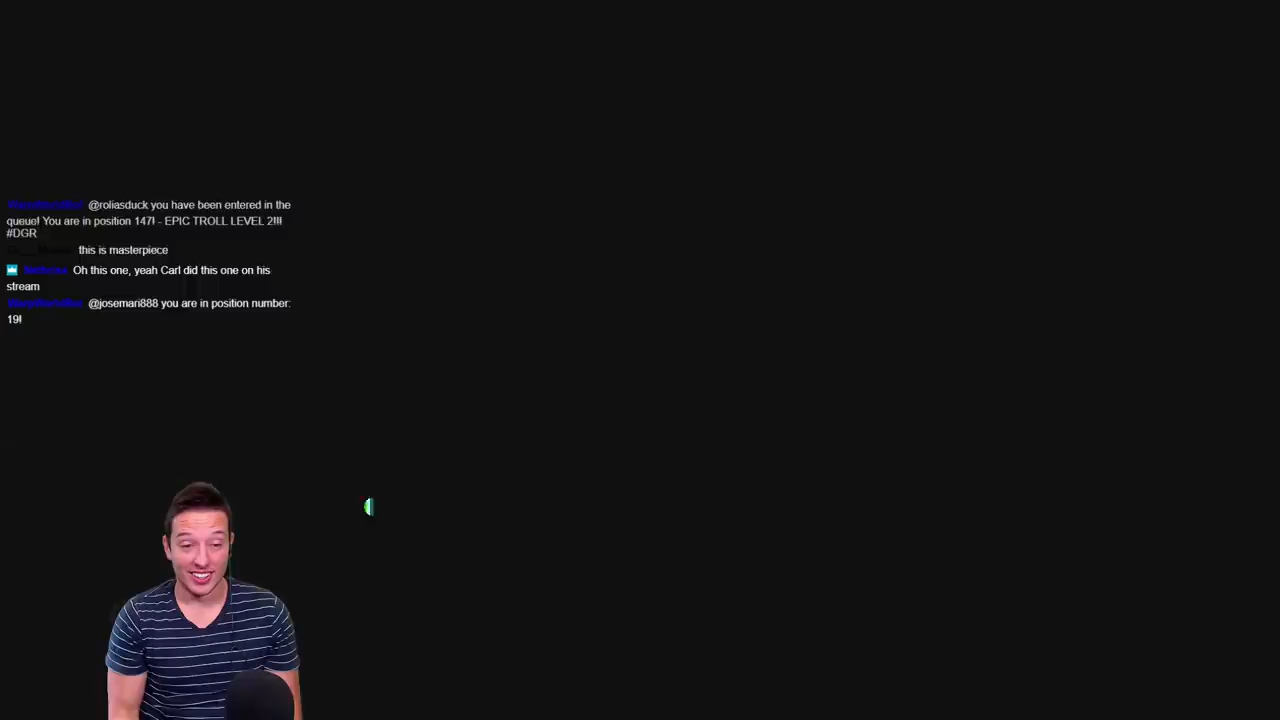 @roliasduck you have been entered in the
queue! You are in position 147! - EPIC TROLL LEVEL 2!!!
#DGR
this is masterpiece
Oh this one, yeah Carl did this one on his
stream
@josemari888 you are in position number:
19!